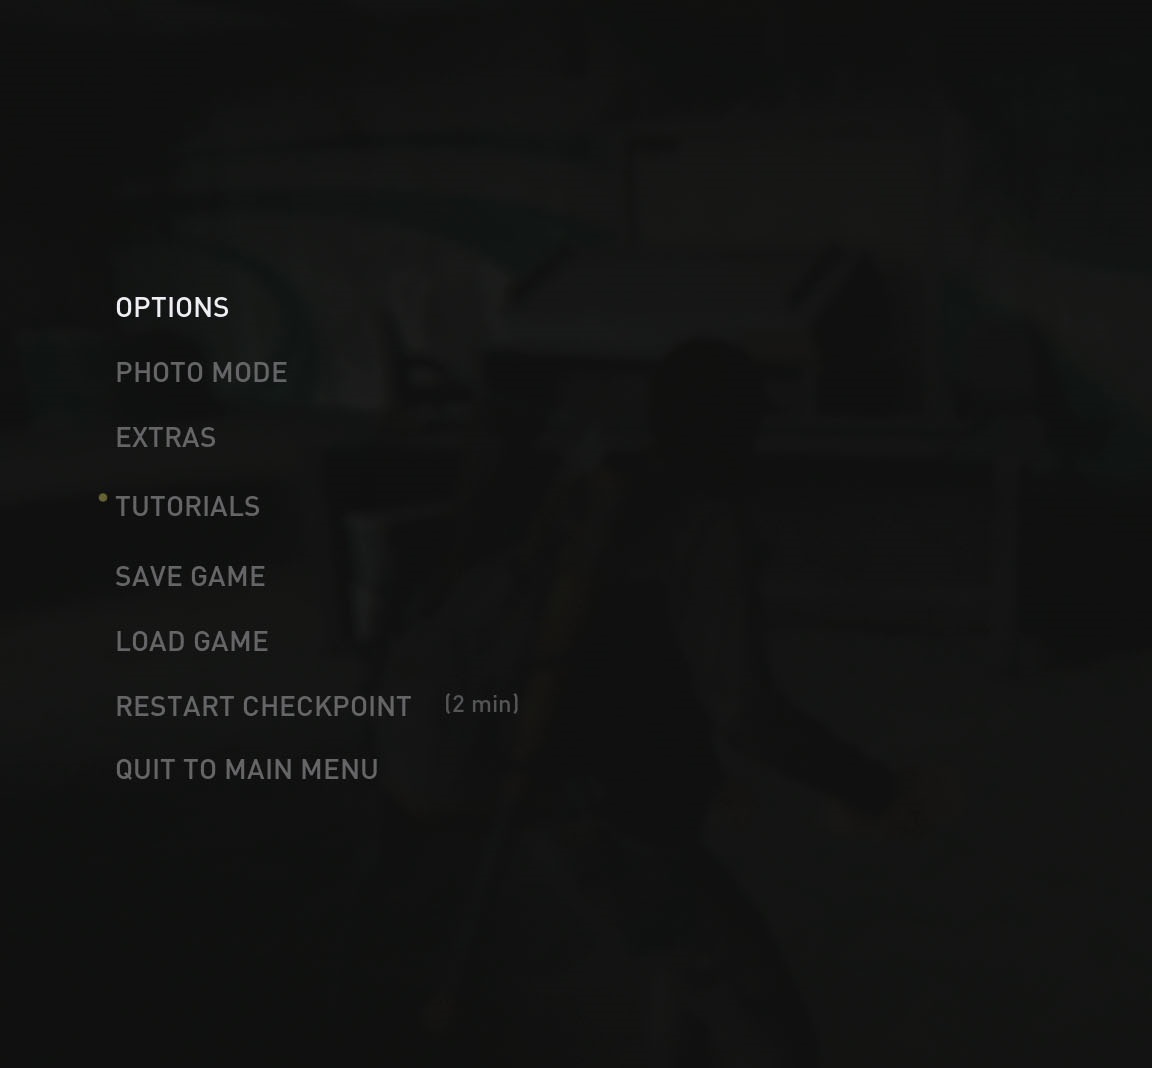 OPTIONS
PHOTO MODE
EXTRAS
TUTORIALS
SAVE GAME
LOAD GAME
RESTART CHECKPOINT (2 min)
QUIT TO MAIN MENU